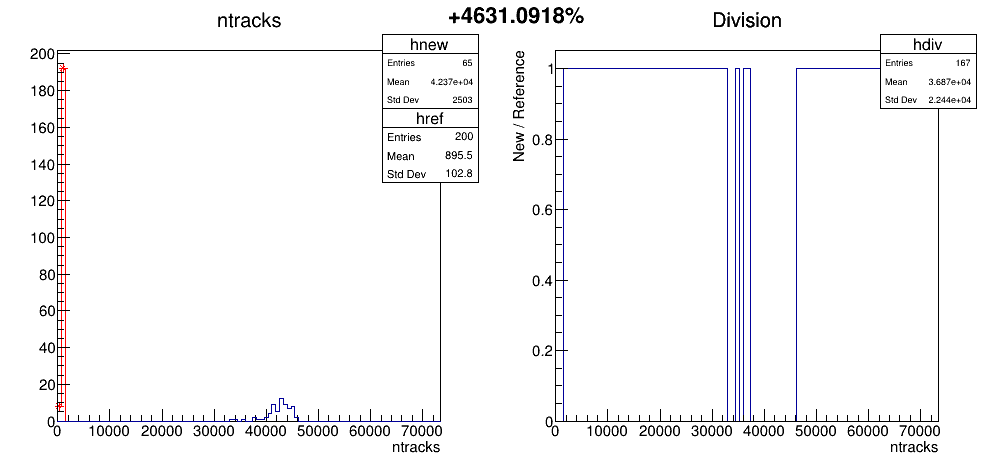 +4631.0918%
ntracks
hnew
Entries 65
Mean 4.237e+04
Std Dev 2503
href
Entries 200
Mean 895.5
Std Dev 102.8
200
180
160
140
120
100
80
60
40
20
0
0 10000 20000 30000 40000 50000 60000 70000
ntracks
Division
hdiv
Entries 167
Mean 3.687e+04
Std Dev 2.244e+04
New / Reference
1
0.8
0.6
0.4
0.2
0
0 10000 20000 30000 40000 50000 60000 70000
ntracks